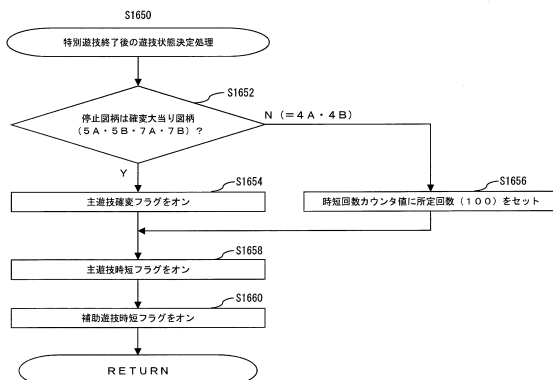 S1650
特別遊技終了後の遊技状態決定処理
S1652
停止図柄は確変大当り図柄
(5A・5B・7A・7B)?
N(=4A・4B)
Y
S1654
主遊技確変フラグをオン
S1656
時短回数カウンタ値に所定回数(100)をセット
S1658
主遊技時短フラグをオン
S1660
補助遊技時短フラグをオン
RETURN